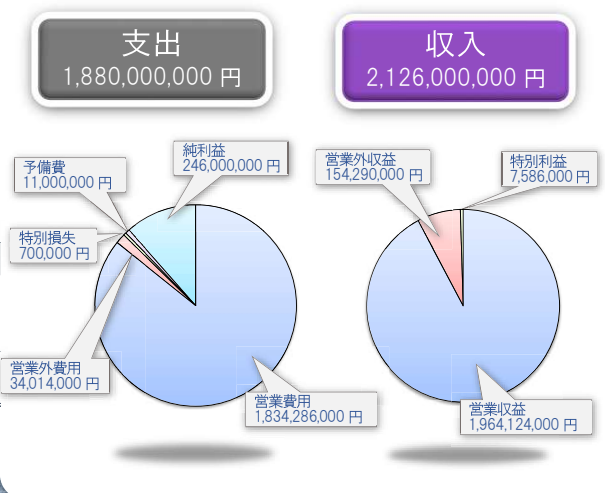 支出
1,880,000,000 円
収入
2,126,000,000 円
純利益
246,000,000 円
予備費
11,000,000 円
特別損失
700,000 円
営業外費用
34,014,000 円
営業費用
1,834,286,000 円
営業外収益
154,290,000 円
特別利益
7,586,000 円
営業収益
1,964,124,000 円